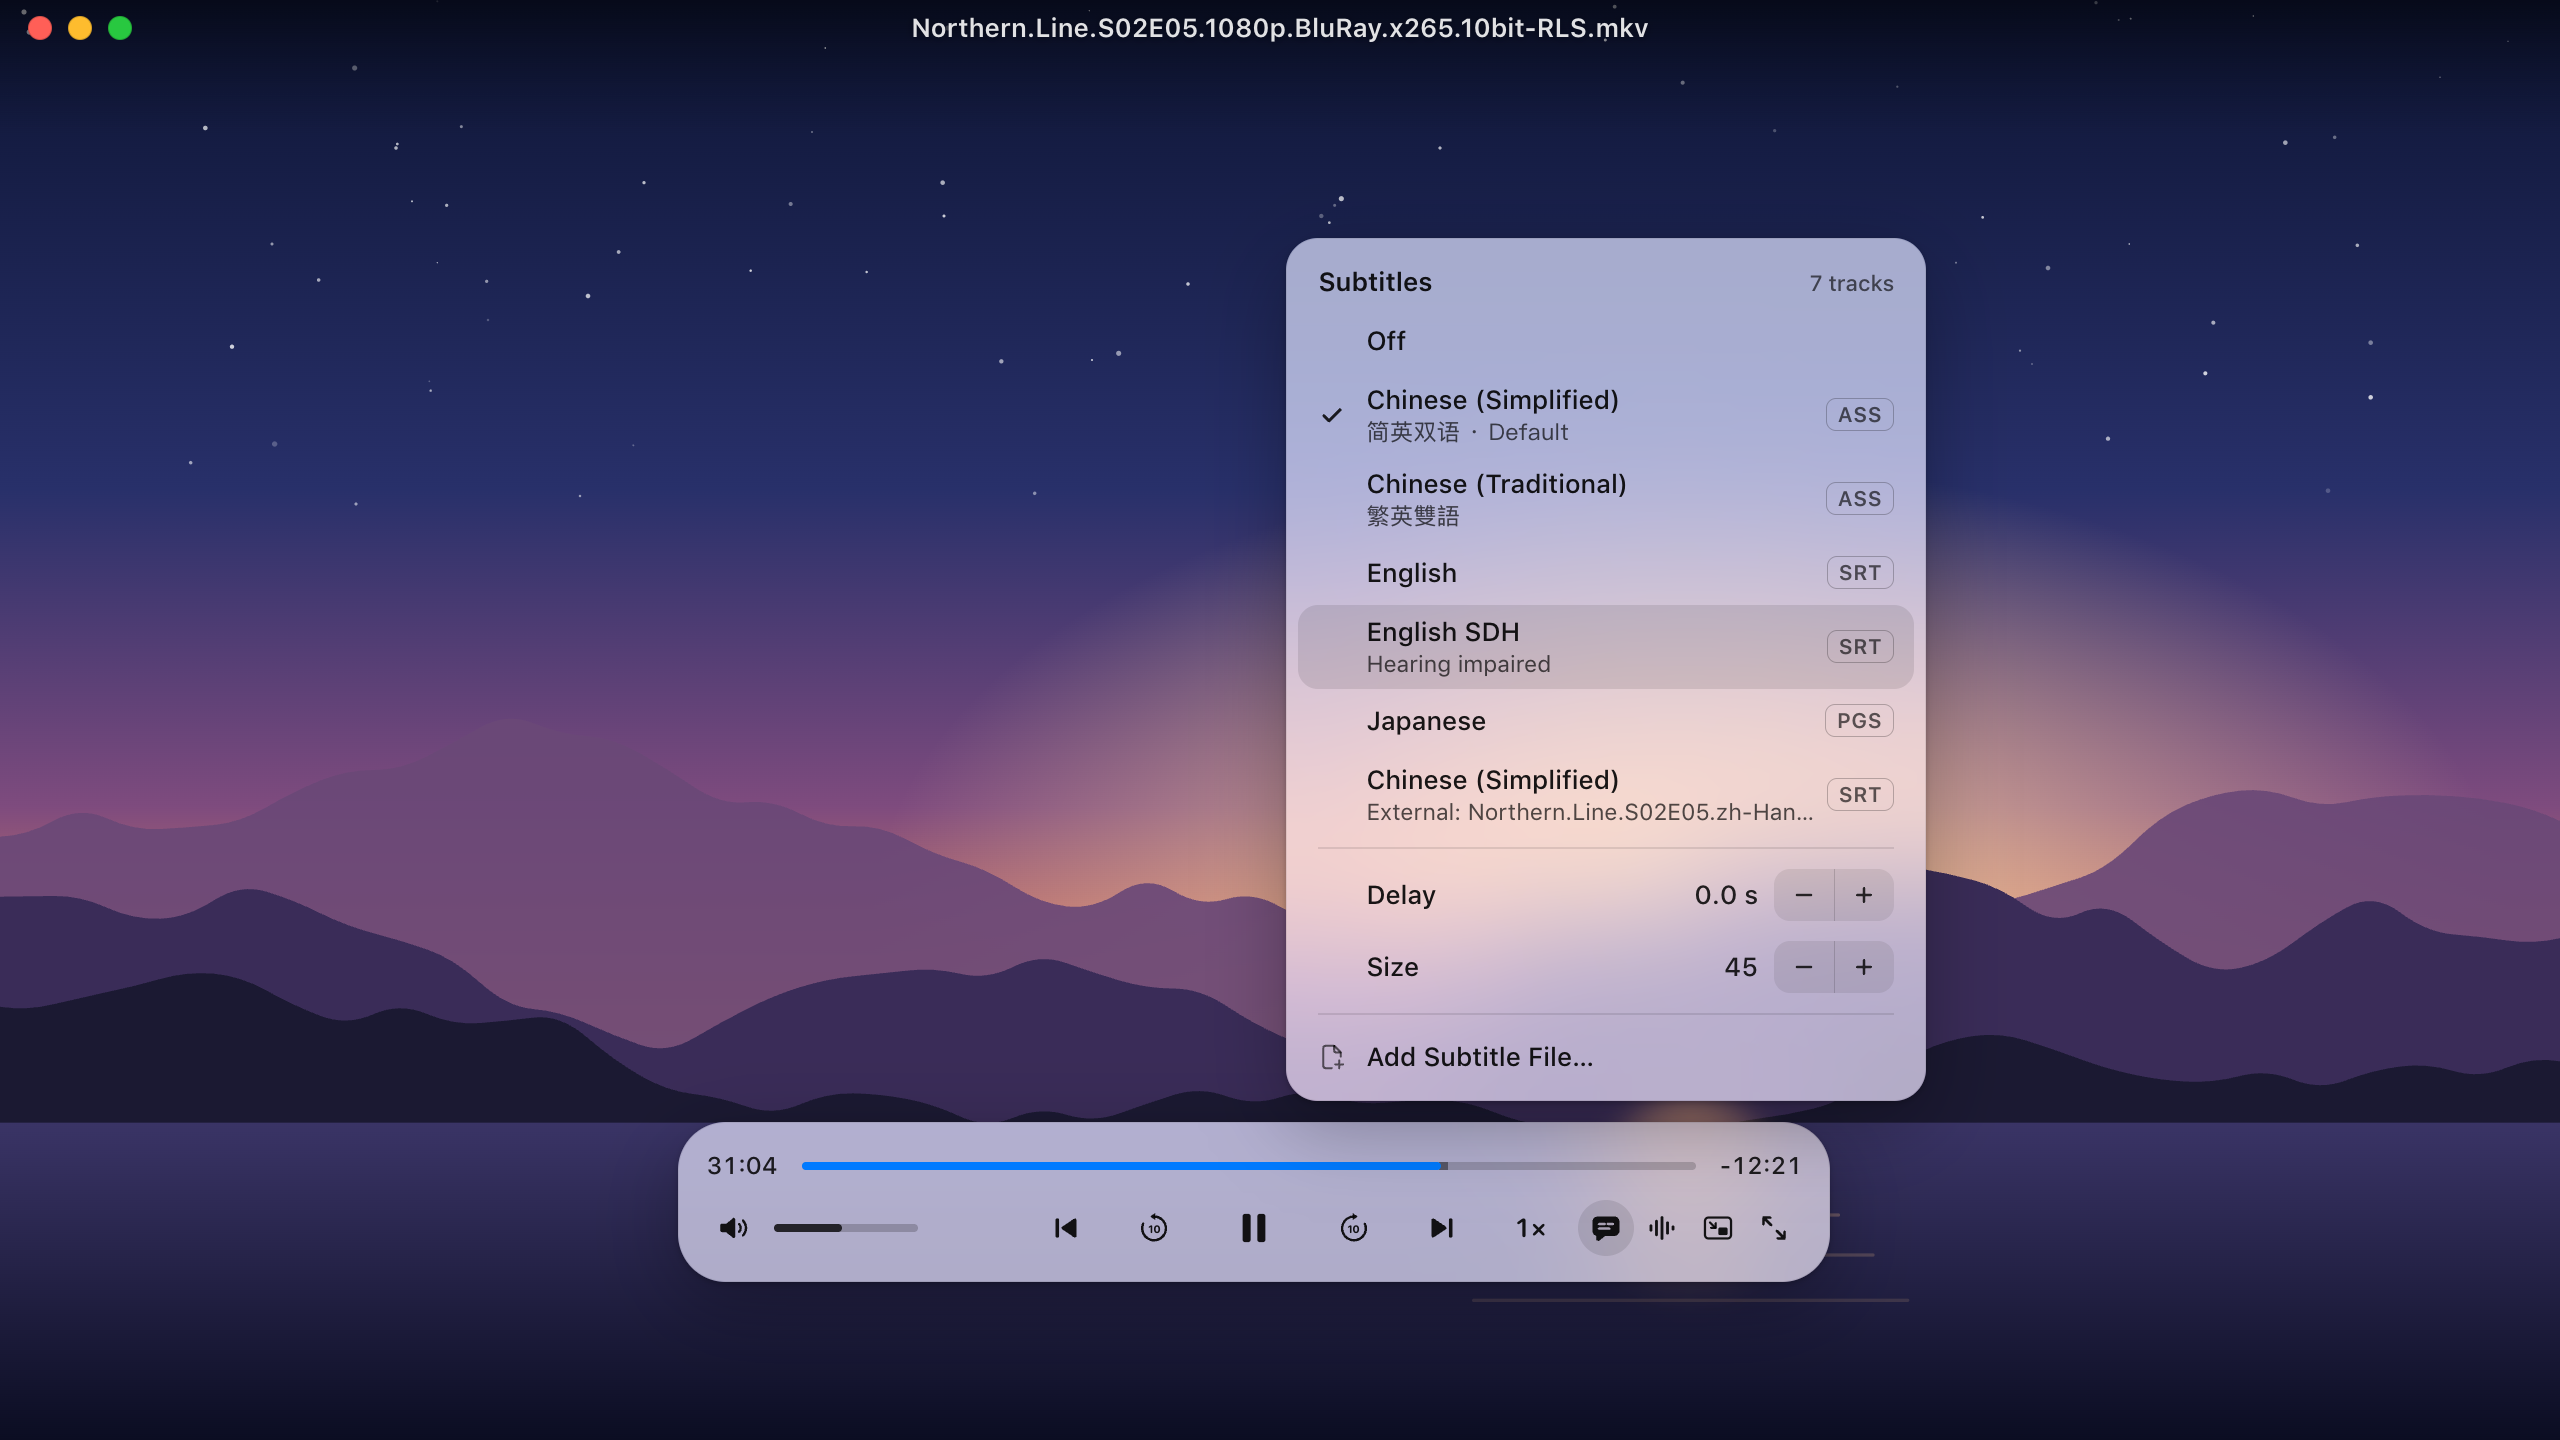 Northern.Line.S02E05.1080p.BluRay.x265.10bit-RLS.mkv
Subtitles 7 tracks
Off
Chinese (Simplified) ASS
简英双语 · Default
Chinese (Traditional) ASS
繁英雙語
English SRT
English SDH SRT
Hearing impaired
Japanese PGS
Chinese (Simplified) SRT
External: Northern.Line.S02E05.zh-Han...
Delay 0.0 s − +
Size 45 − +
Add Subtitle File...
31:04 -12:21
10 10 1×